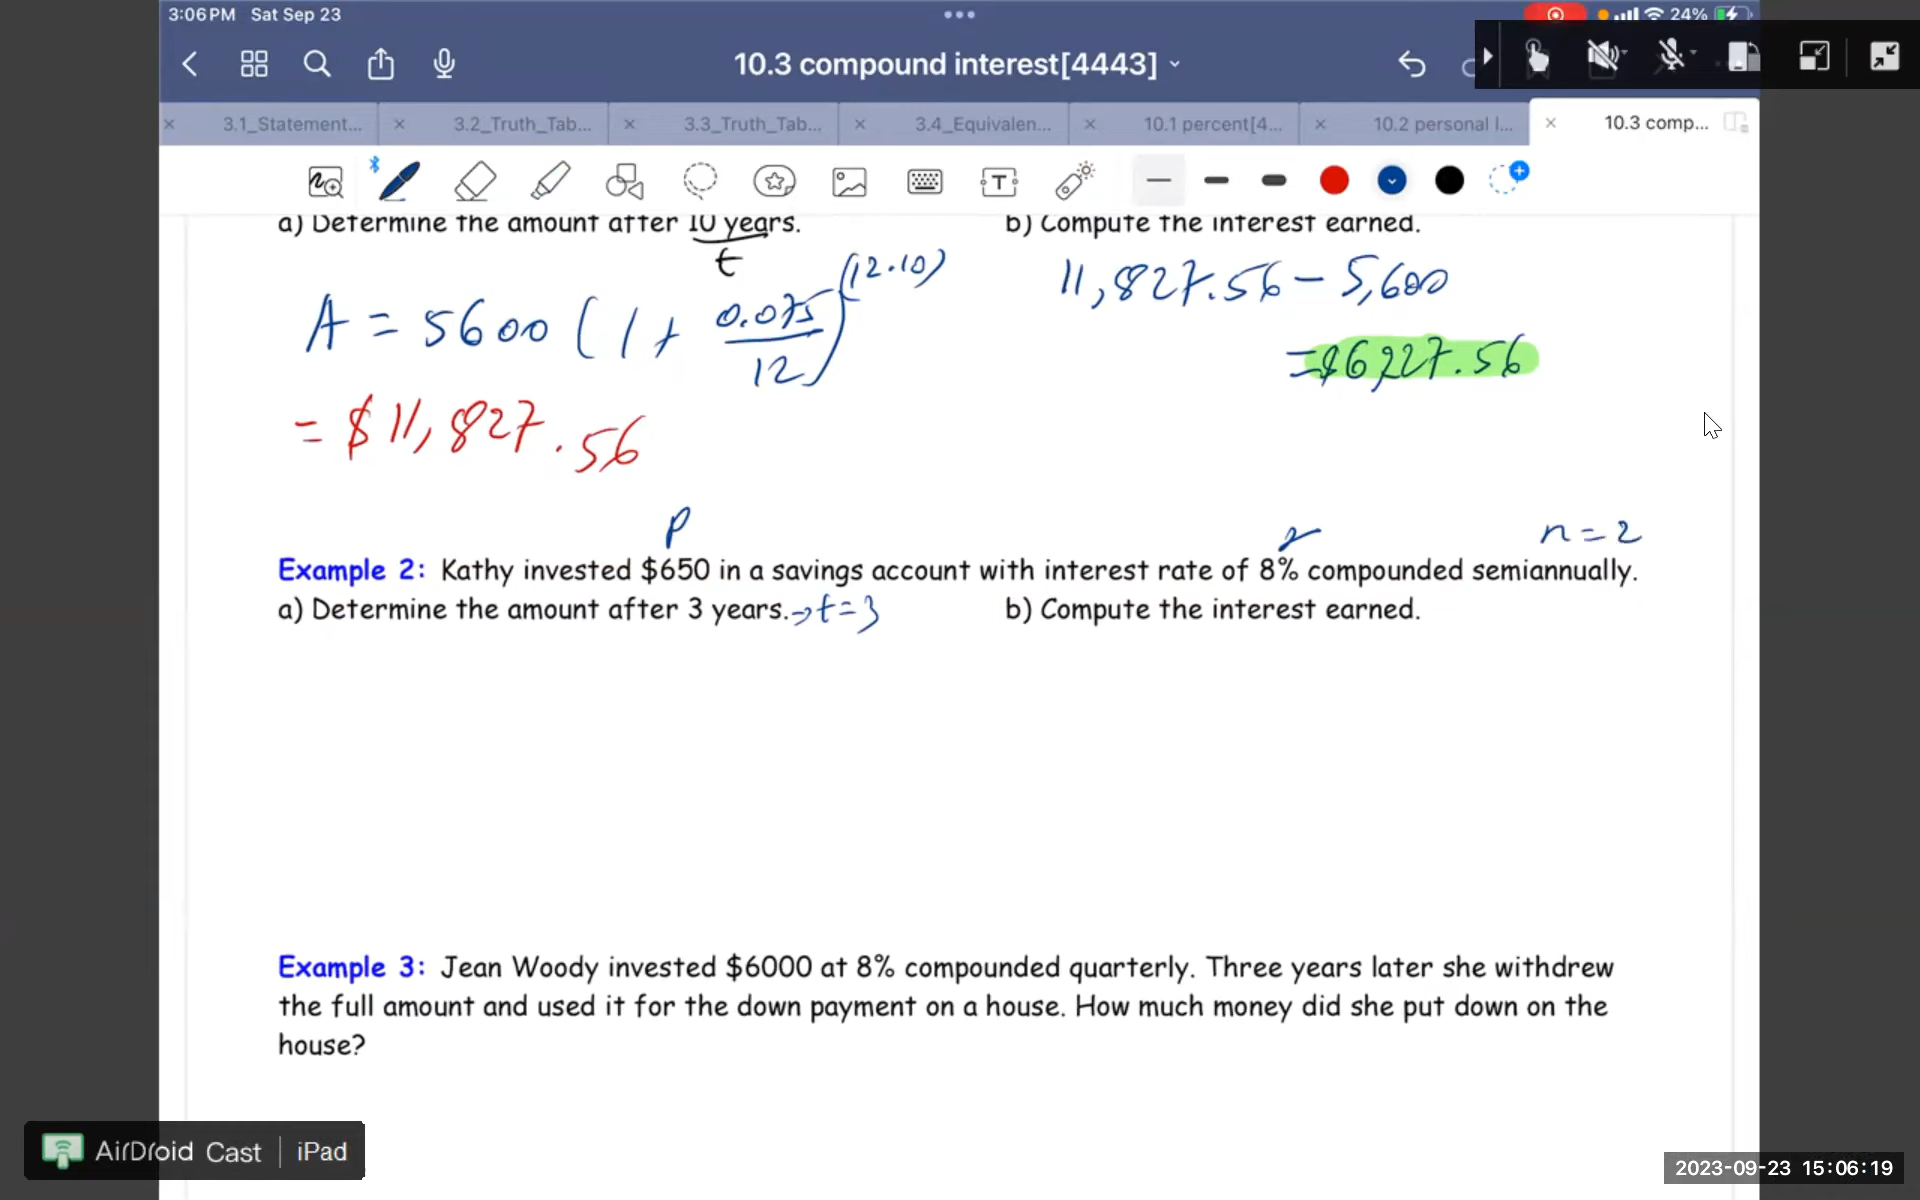 3:06 PM Sat Sep 23
24%
10.3 compound interest[4443]
3.1_Statement...
3.2_Truth_Tab...
3.3_Truth_Tab...
3.4_Equivalen...
10.1 percent[4...
10.2 personal l...
10.3 comp...
a) Determine the amount after 10 years.
b) Compute the interest earned.
t
A = 5600 (1 + 0.075/12)^(12·10)
= $11,827.56
11,827.56 - 5,600
= $6,227.56
P
r
n = 2
Example 2: Kathy invested $650 in a savings account with interest rate of 8% compounded semiannually.
a) Determine the amount after 3 years. → t = 3
b) Compute the interest earned.
Example 3: Jean Woody invested $6000 at 8% compounded quarterly. Three years later she withdrew
the full amount and used it for the down payment on a house. How much money did she put down on the
house?
AirDroid Cast | iPad
2023-09-23 15:06:19